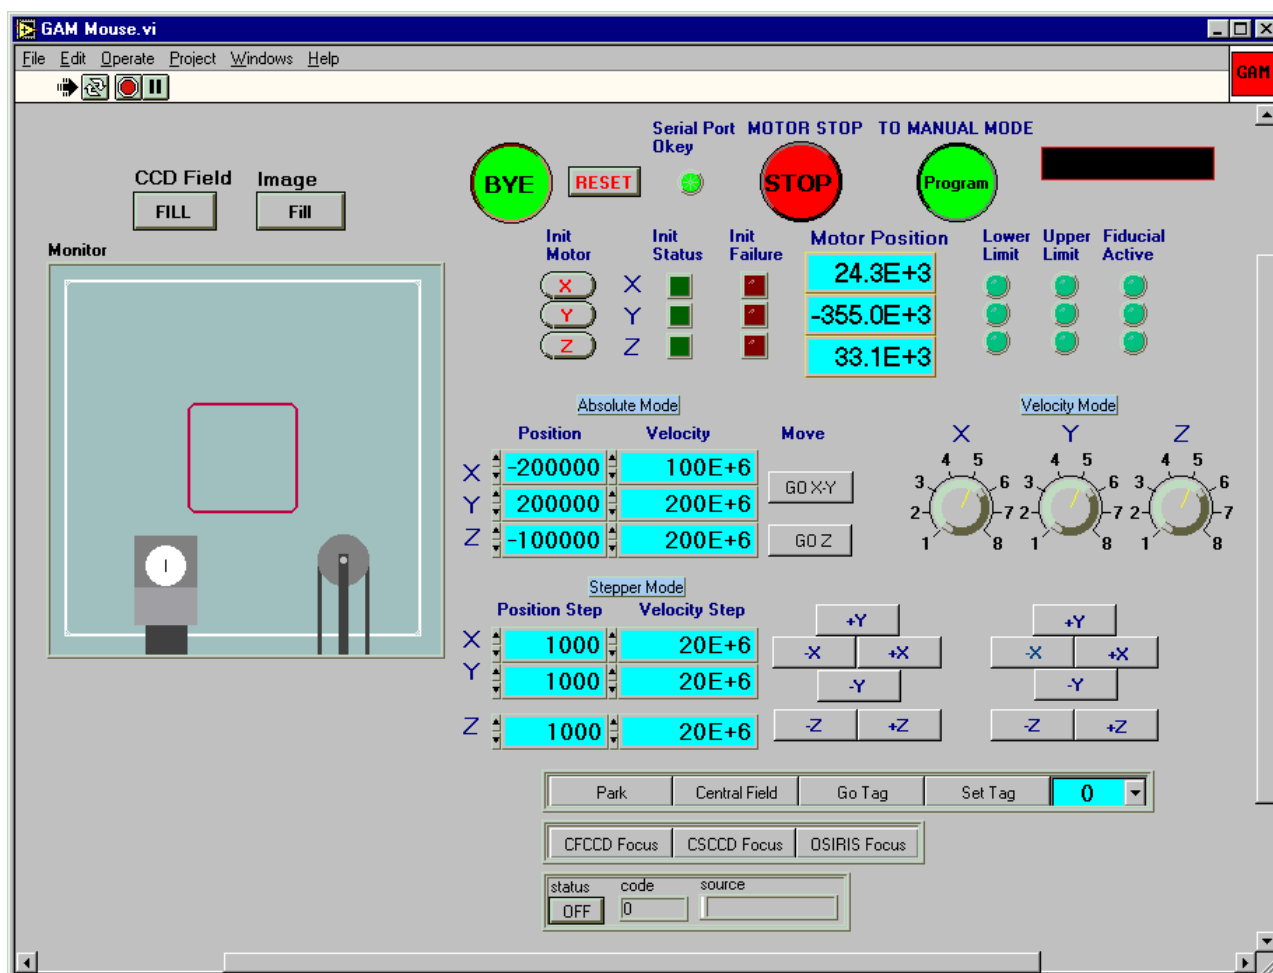 GAM Mouse.vi
File Edit Operate Project Windows Help
GAM
Serial Port Okey MOTOR STOP TO MANUAL MODE
BYE RESET STOP Program
CCD Field Image
FILL Fill
Monitor
Init Motor Init Status Init Failure Motor Position Lower Limit Upper Limit Fiducial Active
X X 24.3E+3
Y Y -355.0E+3
Z Z 33.1E+3
Absolute Mode Velocity Mode
Position Velocity Move X Y Z
X -200000 100E+6 GO X-Y
Y 200000 200E+6
Z -100000 200E+6 GO Z
1 2 3 4 5 6 7 8 1 2 3 4 5 6 7 8 1 2 3 4 5 6 7 8
I
Stepper Mode
Position Step Velocity Step
X 1000 20E+6
Y 1000 20E+6
Z 1000 20E+6
+Y +Y
-X +X -X +X
-Y -Y
-Z +Z -Z +Z
Park Central Field Go Tag Set Tag 0
CFCCD Focus CSCCD Focus OSIRIS Focus
status code source
OFF 0